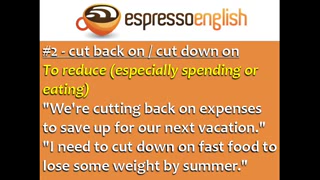 espressoenglish
#2 - cut back on / cut down on
To reduce (especially spending or
eating)
"We're cutting back on expenses
to save up for our next vacation."
"I need to cut down on fast food to
lose some weight by summer."